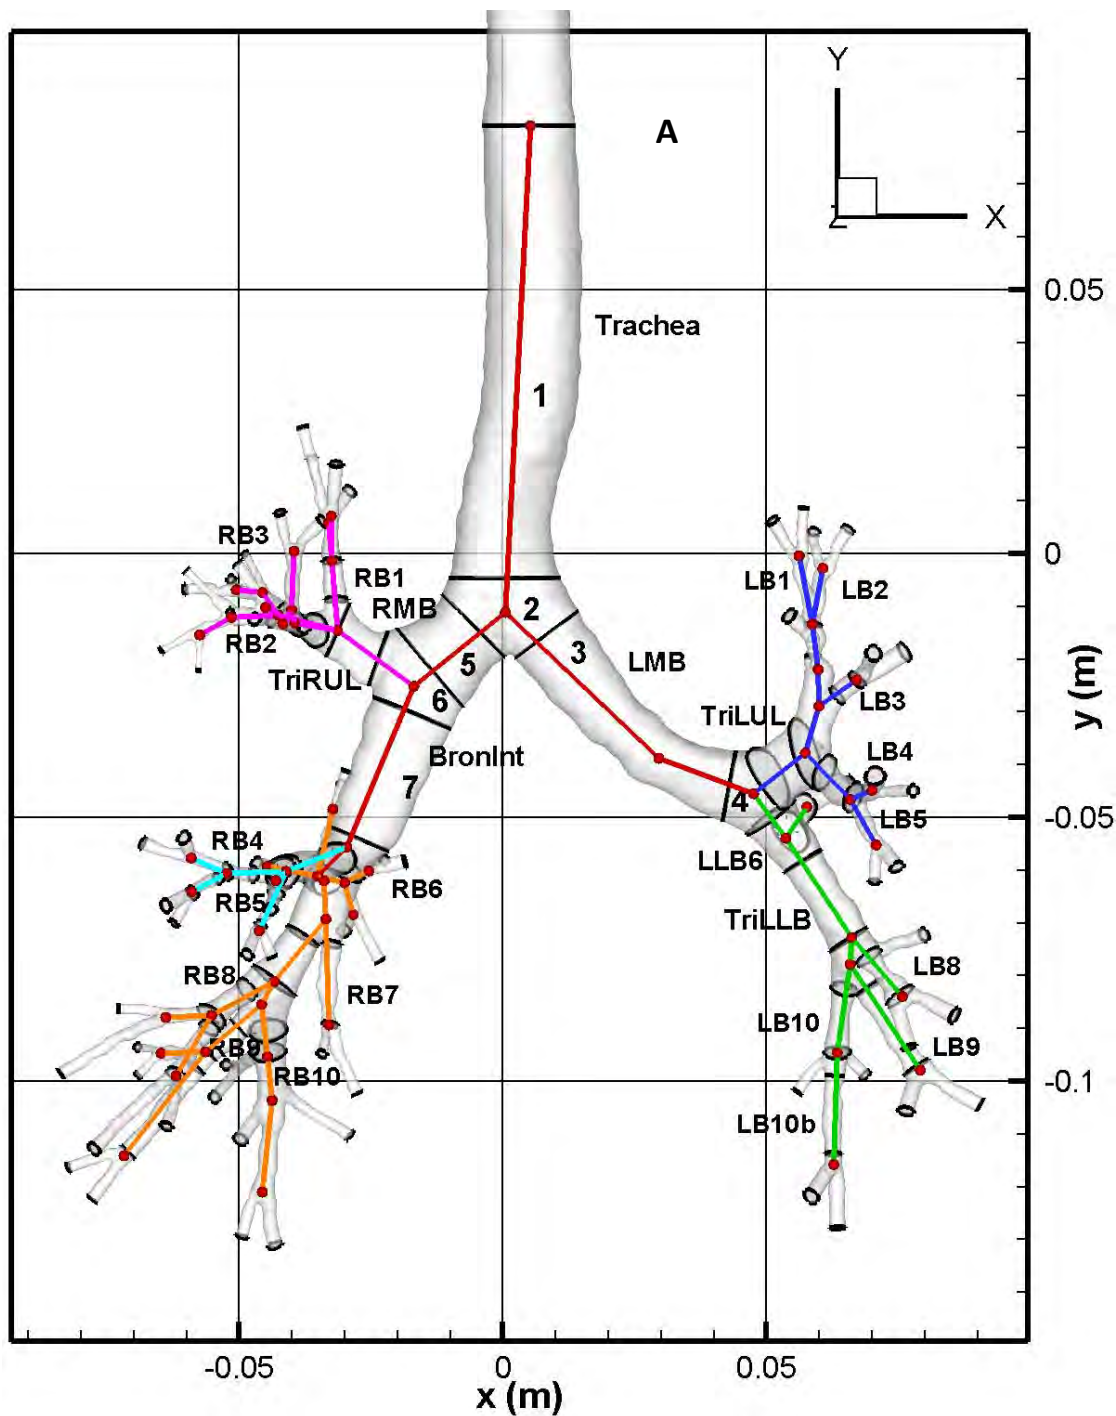 Y
A
Z
X
0.05
Trachea
1
RB3
0
RB1
LB1
LB2
RMB
2
RB2
3
5
LMB
TriRUL
LB3
6
TriLUL
y (m)
BronInt
LB4
7
4
-0.05
RB4
LB5
LLB6
RB6
RB5
TriLLB
RB8
LB8
RB7
LB10
RB9
LB9
RB10
-0.1
LB10b
-0.05
0
0.05
x (m)